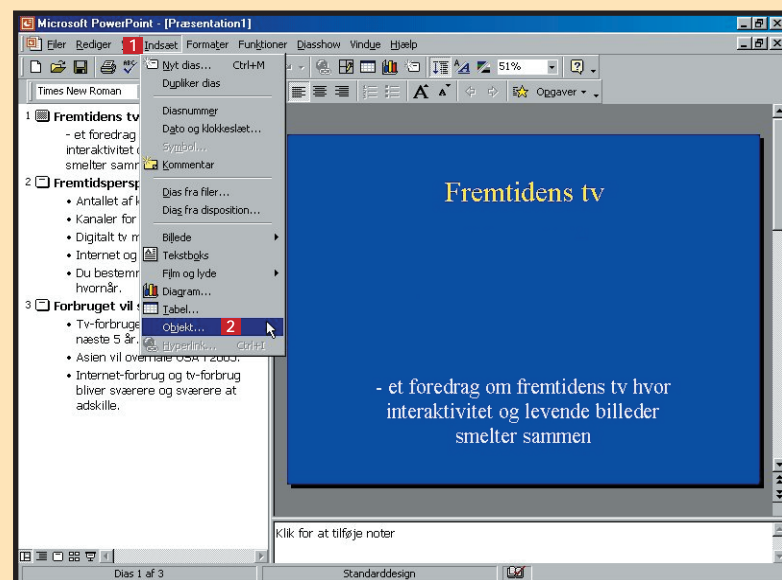 Microsoft PowerPoint - [Præsentation1]
Filer Rediger 1 Indsæt Formater Funktioner Diasshow Vindue Hjælp
51%
Times New Roman
Opgaver
Nyt dias... Ctrl+M
Dupliker dias
Diasnummer
Dato og klokkeslæt...
Symbol...
Kommentar
Dias fra filer...
Dias fra disposition...
Billede
Tekstboks
Film og lyde
Diagram...
Tabel...
Objekt... 2
Hyperlink... Ctrl+I
1 Fremtidens tv
- et foredrag
interaktivitet
smelter samm
2 Fremtidspersp
• Antallet af k
• Kanaler for
• Digitalt tv m
• Internet og
• Du bestemm
hvornår.
3 Forbruget vil s
• Tv-forbruge
næste 5 år.
• Asien vil overhale USA i 2005.
• Internet-forbrug og tv-forbrug
bliver sværere og sværere at
adskille.
Fremtidens tv
- et foredrag om fremtidens tv hvor
interaktivitet og levende billeder
smelter sammen
Klik for at tilføje noter
Dias 1 af 3
Standarddesign